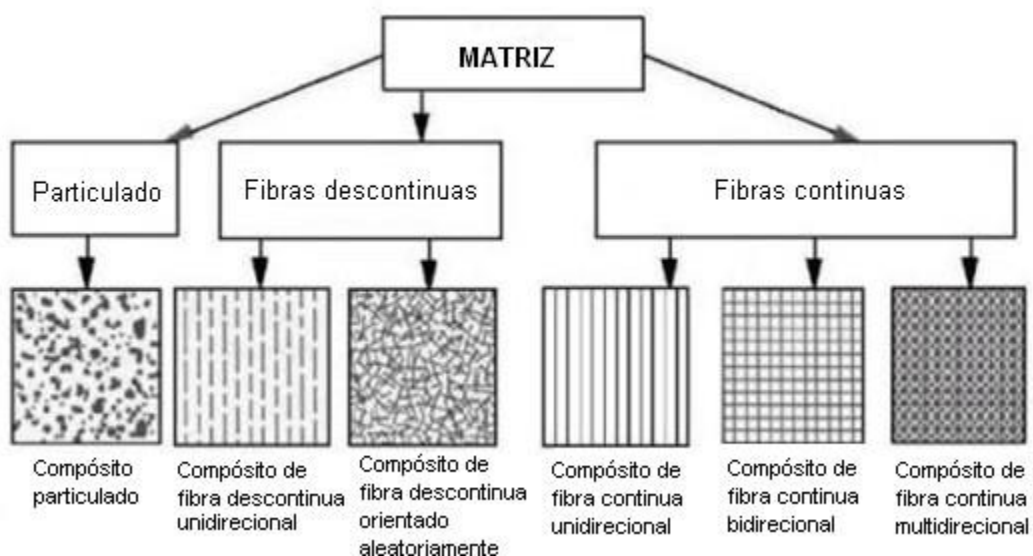 MATRIZ
Particulado
Fibras descontinuas
Fibras continuas
Compósito
particulado
Compósito de
fibra descontinua
unidirecional
Compósito de
fibra descontinua
orientado
aleatoriamente
Compósito de
fibra continua
unidirecional
Compósito de
fibra continua
bidirecional
Compósito de
fibra continua
multidirecional